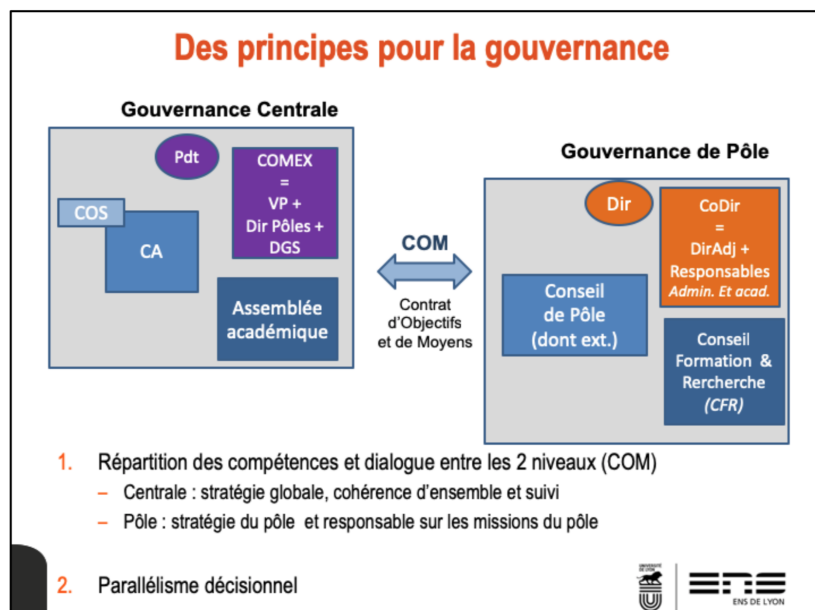 Des principes pour la gouvernance
Gouvernance Centrale
Pdt
COMEX
=
VP +
Dir Pôles +
DGS
COS
CA
Assemblée
académique
COM
Contrat
d'Objectifs
et de Moyens
Gouvernance de Pôle
Dir
CoDir
=
DirAdj +
Responsables
Admin. Et acad.
Conseil
de Pôle
(dont ext.)
Conseil
Formation &
Rercherche
(CFR)
1. Répartition des compétences et dialogue entre les 2 niveaux (COM)
– Centrale : stratégie globale, cohérence d'ensemble et suivi
– Pôle : stratégie du pôle et responsable sur les missions du pôle
2. Parallélisme décisionnel
UNIVERSITÉ
DE LYON
ENS
ENS DE LYON